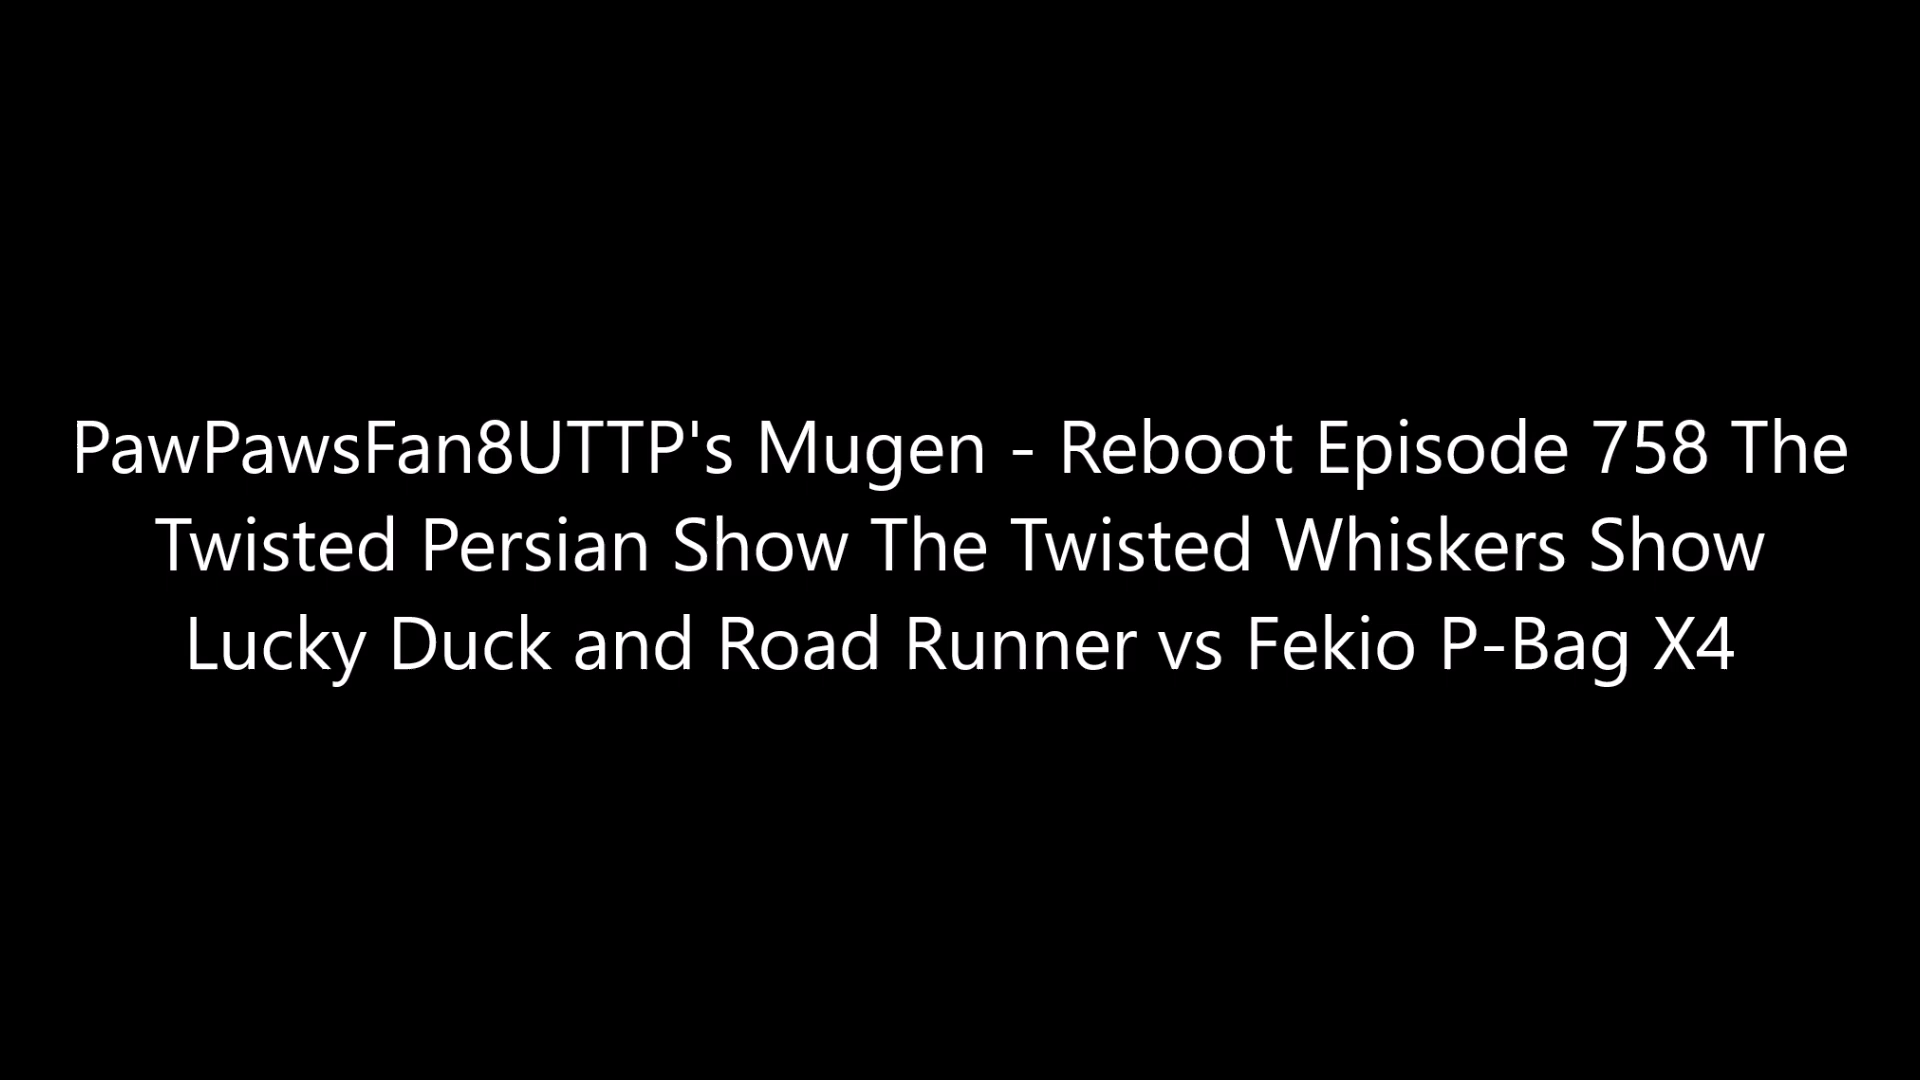 PawPawsFan8UTTP's Mugen - Reboot Episode 758 The
Twisted Persian Show The Twisted Whiskers Show
Lucky Duck and Road Runner vs Fekio P-Bag X4